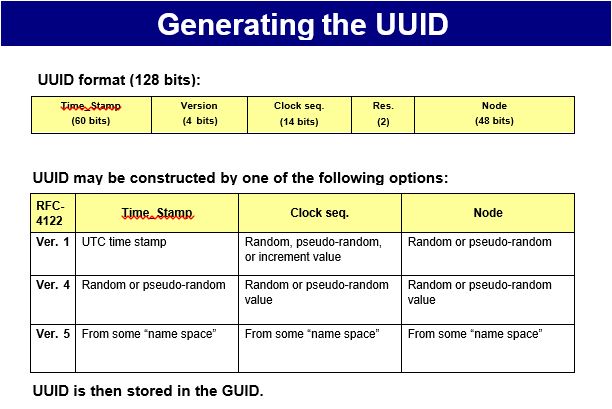 Generating the UUID
UUID format (128 bits):
Time_Stamp Version Clock seq. Res. Node
(60 bits) (4 bits) (14 bits) (2) (48 bits)
UUID may be constructed by one of the following options:
RFC-
4122 Time_Stamp Clock seq. Node
Ver. 1 UTC time stamp Random, pseudo-random, Random or pseudo-random
or increment value
Ver. 4 Random or pseudo-random Random or pseudo-random Random or pseudo-random
value value
Ver. 5 From some “name space” From some “name space” From some “name space”
UUID is then stored in the GUID.